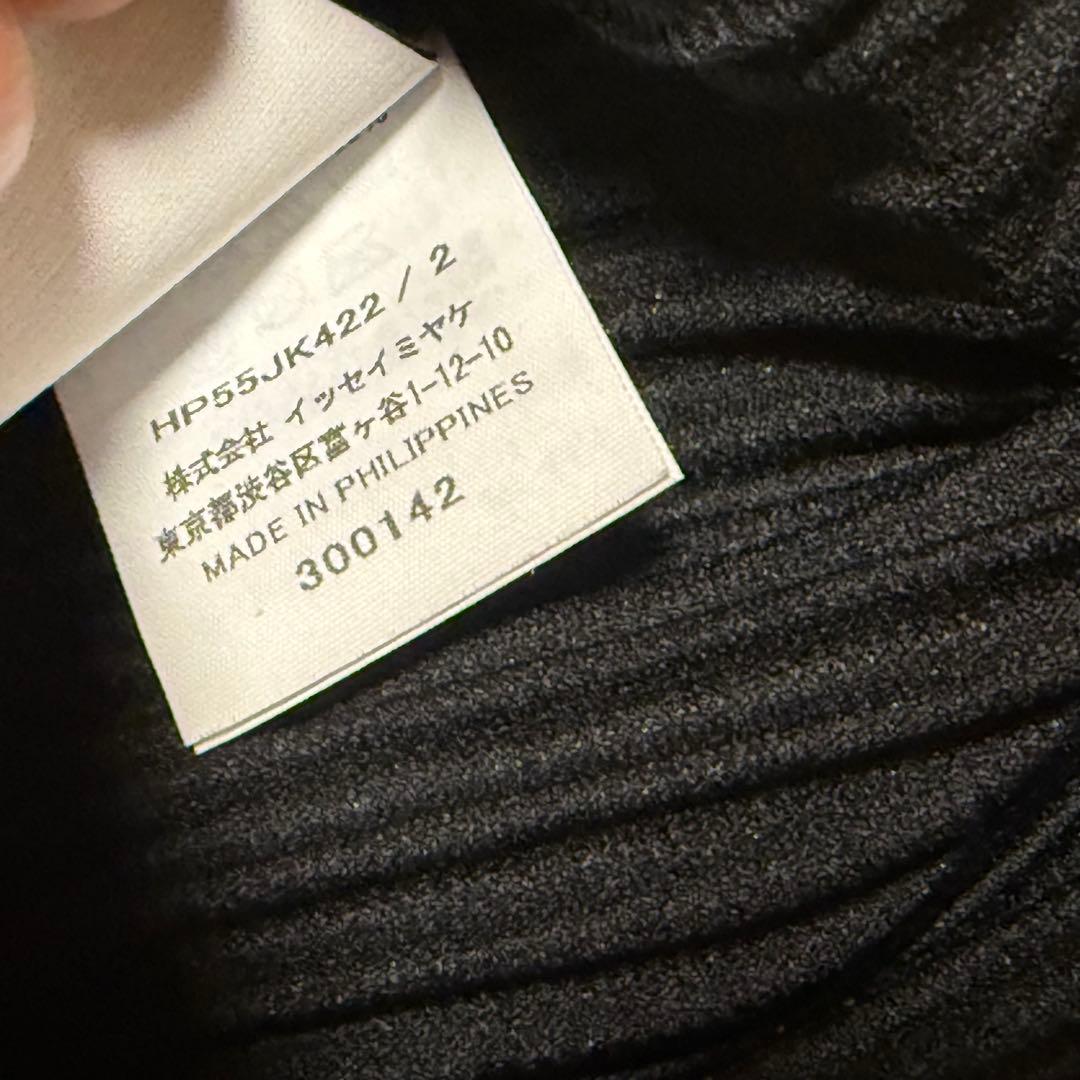 HP55JK422 / 2
株式会社 イッセイミヤケ
東京都渋谷区富ヶ谷1-12-10
MADE IN PHILIPPINES
300142